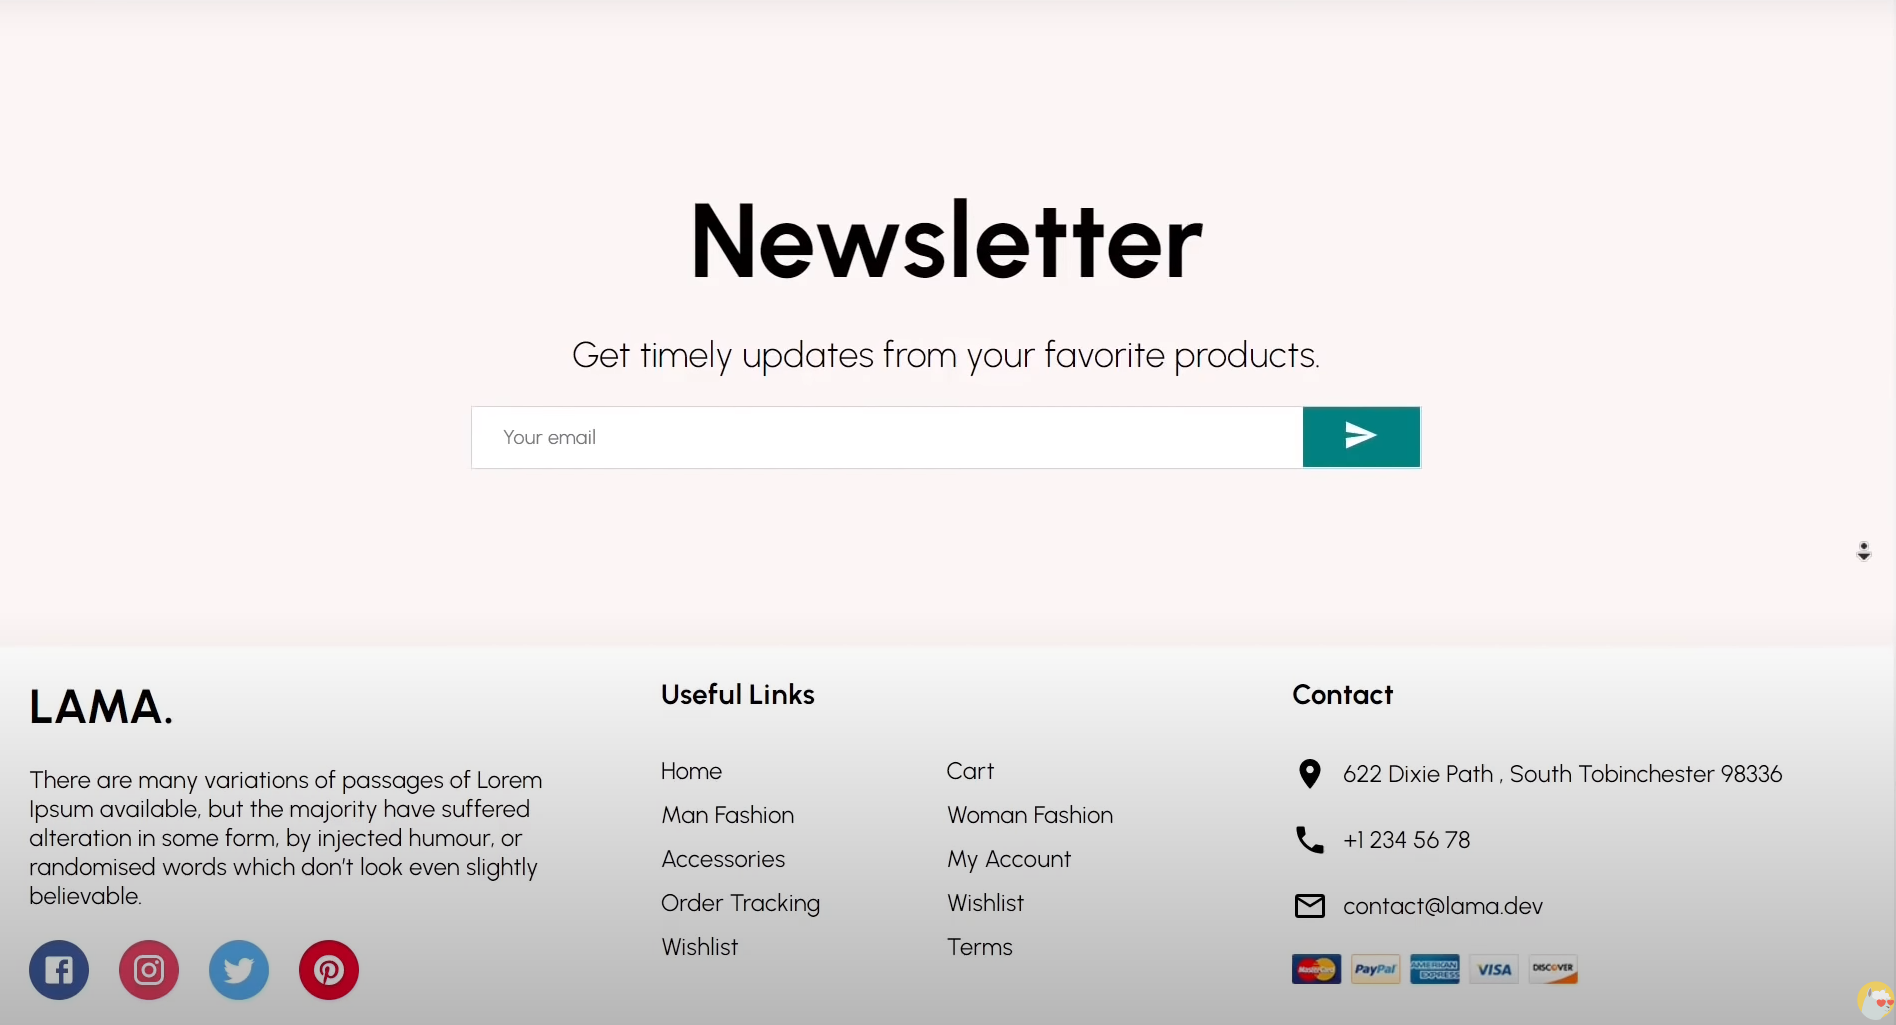 Newsletter
Get timely updates from your favorite products.
Your email
LAMA.
There are many variations of passages of Lorem
Ipsum available, but the majority have suffered
alteration in some form, by injected humour, or
randomised words which don't look even slightly
believable.
Useful Links
Home
Man Fashion
Accessories
Order Tracking
Wishlist
Cart
Woman Fashion
My Account
Wishlist
Terms
Contact
622 Dixie Path , South Tobinchester 98336
+1 234 56 78
contact@lama.dev
MasterCard
PayPal
AMERICAN
EXPRESS
VISA
DISCOVER